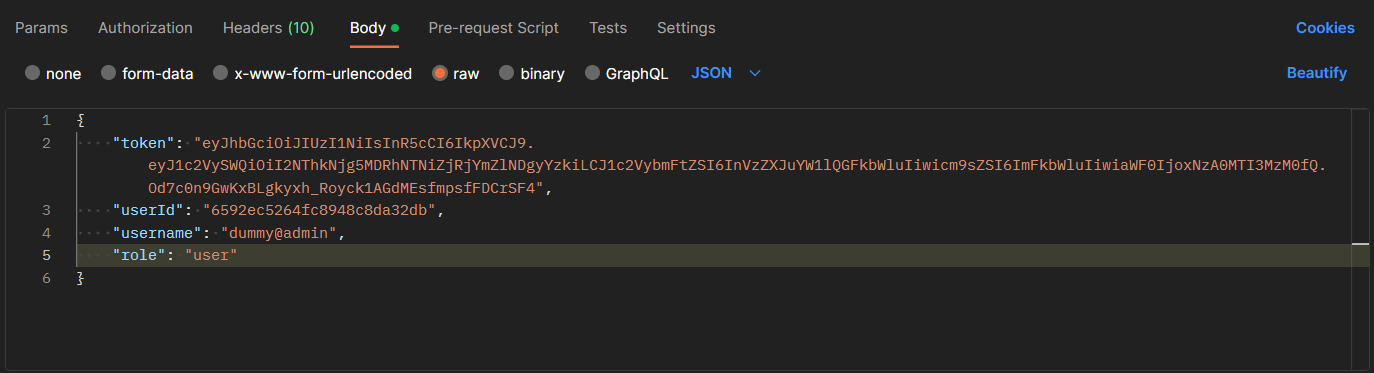 Params Authorization Headers (10) Body Pre-request Script Tests Settings Cookies
none form-data x-www-form-urlencoded raw binary GraphQL JSON Beautify
1 {
2 "token": "eyJhbGciOiJIUzI1NiIsInR5cCI6IkpXVCJ9.
eyJ1c2VySWQiOiI2NThkNjg5MDRhNTNiZjRjYmZlNDgyYzkiLCJ1c2VybmFtZSI6InVzZXJuYW1lQGFkbWluIiwicm9sZSI6ImFkbWluIiwiaWF0IjoxNzA0MTI3MzM0fQ.
Od7c0n9GwKxBLgkyxh_Royck1AGdMEsfmpsfFDCrSF4",
3 "userId": "6592ec5264fc8948c8da32db",
4 "username": "dummy@admin",
5 "role": "user"
6 }